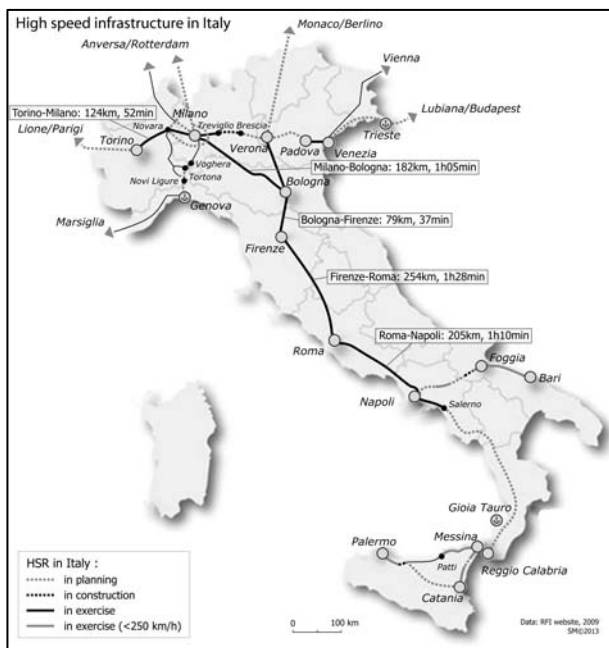 High speed infrastructure in Italy
Monaco/Berlino
Anversa/Rotterdam
Vienna
Torino-Milano: 124km, 52min
Milano
Lubiana/Budapest
Novara
Treviglio
Brescia
Trieste
Lione/Parigi
Torino
Verona
Padova
Venezia
Voghera
Milano-Bologna: 182km, 1h05min
Tortona
Novi Ligure
Bologna
Genova
Bologna-Firenze: 79km, 37min
Marsiglia
Firenze
Firenze-Roma: 254km, 1h28min
Roma-Napoli: 205km, 1h10min
Roma
Foggia
Bari
Napoli
Salerno
Gioia Tauro
Palermo
Messina
Patti
Reggio Calabria
Catania
HSR in Italy :
in planning
in construction
in exercise
in exercise (<250 km/h)
0
100 km
Data: RFI website, 2009
SM©2013